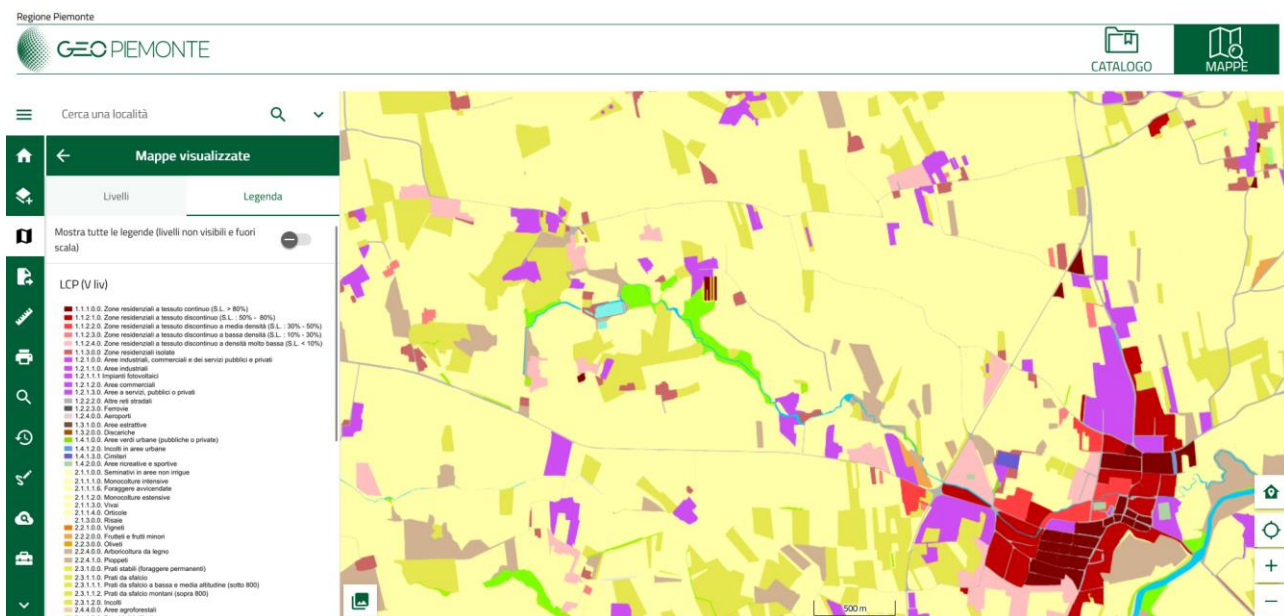 Regione Piemonte
GEO PIEMONTE
CATALOGO
MAPPE
Cerca una località
Mappe visualizzate
Livelli
Legenda
Mostra tutte le legende (livelli non visibili e fuori
scala)
LCP (V liv)
1.1.1.0.0. Zone residenziali a tessuto continuo (S.L. > 80%)
1.1.2.1.0. Zone residenziali a tessuto discontinuo (S.L. : 50% - 80%)
1.1.2.2.0. Zone residenziali a tessuto discontinuo a media densità (S.L. : 30% - 50%)
1.1.2.3.0. Zone residenziali a tessuto discontinuo a bassa densità (S.L. : 10% - 30%)
1.1.2.4.0. Zone residenziali a tessuto discontinuo a densità molto bassa (S.L. < 10%)
1.1.3.0.0. Zone residenziali isolate
1.2.1.0.0. Aree industriali, commerciali e dei servizi pubblici e privati
1.2.1.1.0. Aree industriali
1.2.1.1.1 Impianti fotovoltaici
1.2.1.2.0. Aree commerciali
1.2.1.3.0. Aree a servizi, pubblici o privati
1.2.2.2.0. Altre reti stradali
1.2.2.3.0. Ferrovie
1.2.4.0.0. Aeroporti
1.3.1.0.0. Aree estrattive
1.3.2.0.0. Discariche
1.4.1.0.0. Aree verdi urbane (pubbliche o private)
1.4.1.2.0. Incolti in aree urbane
1.4.1.3.0. Cimiteri
1.4.2.0.0. Aree ricreative e sportive
2.1.1.0.0. Seminativi in aree non irrigue
2.1.1.1.0. Monocolture intensive
2.1.1.1.6. Foraggere avvicendate
2.1.1.2.0. Monocolture estensive
2.1.1.3.0. Vivai
2.1.1.4.0. Orticole
2.1.3.0.0. Risaie
2.2.1.0.0. Vigneti
2.2.2.0.0. Frutteti e frutti minori
2.2.3.0.0. Oliveti
2.2.4.0.0. Arboricoltura da legno
2.2.4.1.0. Pioppeti
2.3.1.0.0. Prati stabili (foraggere permanenti)
2.3.1.1.0. Prati da sfalcio
2.3.1.1.1. Prati da sfalcio a bassa e media altitudine (sotto 800)
2.3.1.1.2. Prati da sfalcio montani (sopra 800)
2.3.1.2.0. Incolti
2.4.4.0.0. Aree agroforestali
500 m